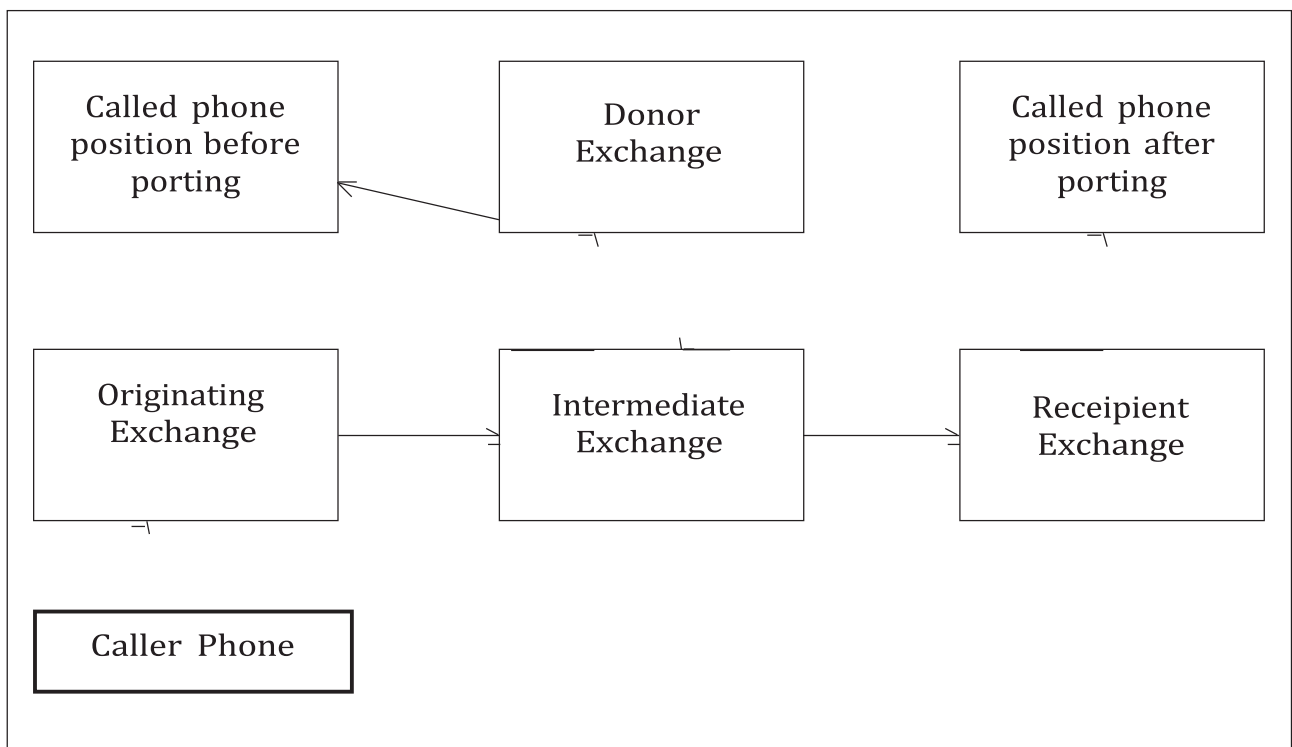 Called phone
position before
porting
Donor
Exchange
Called phone
position after
porting
Originating
Exchange
Intermediate
Exchange
Receipient
Exchange
Caller Phone